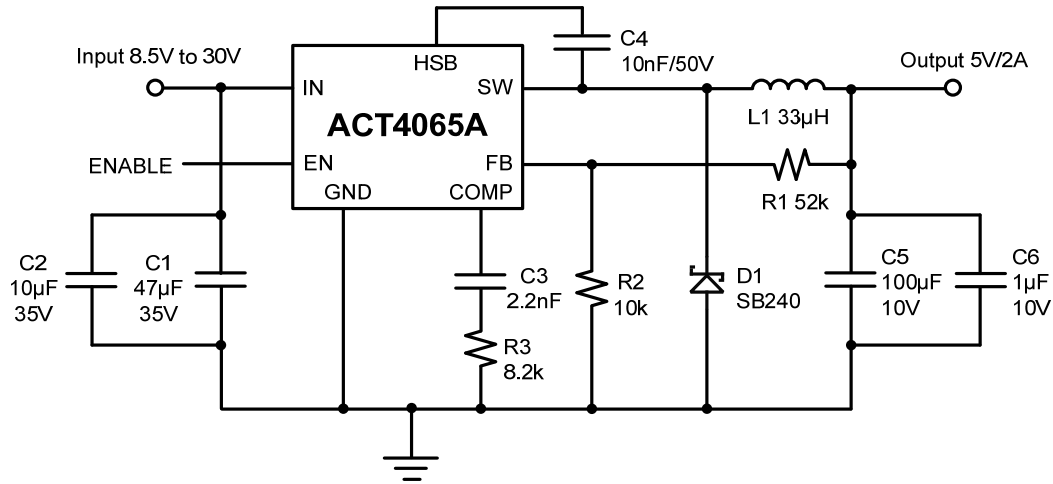 C4
10nF/50V
Input 8.5V to 30V
Output 5V/2A
HSB
IN
SW
L1 33µH
ACT4065A
ENABLE
EN
FB
GND
COMP
R1 52k
C2
10µF
35V
C1
47µF
35V
C3
2.2nF
R2
10k
D1
SB240
C5
100µF
10V
C6
1µF
10V
R3
8.2k